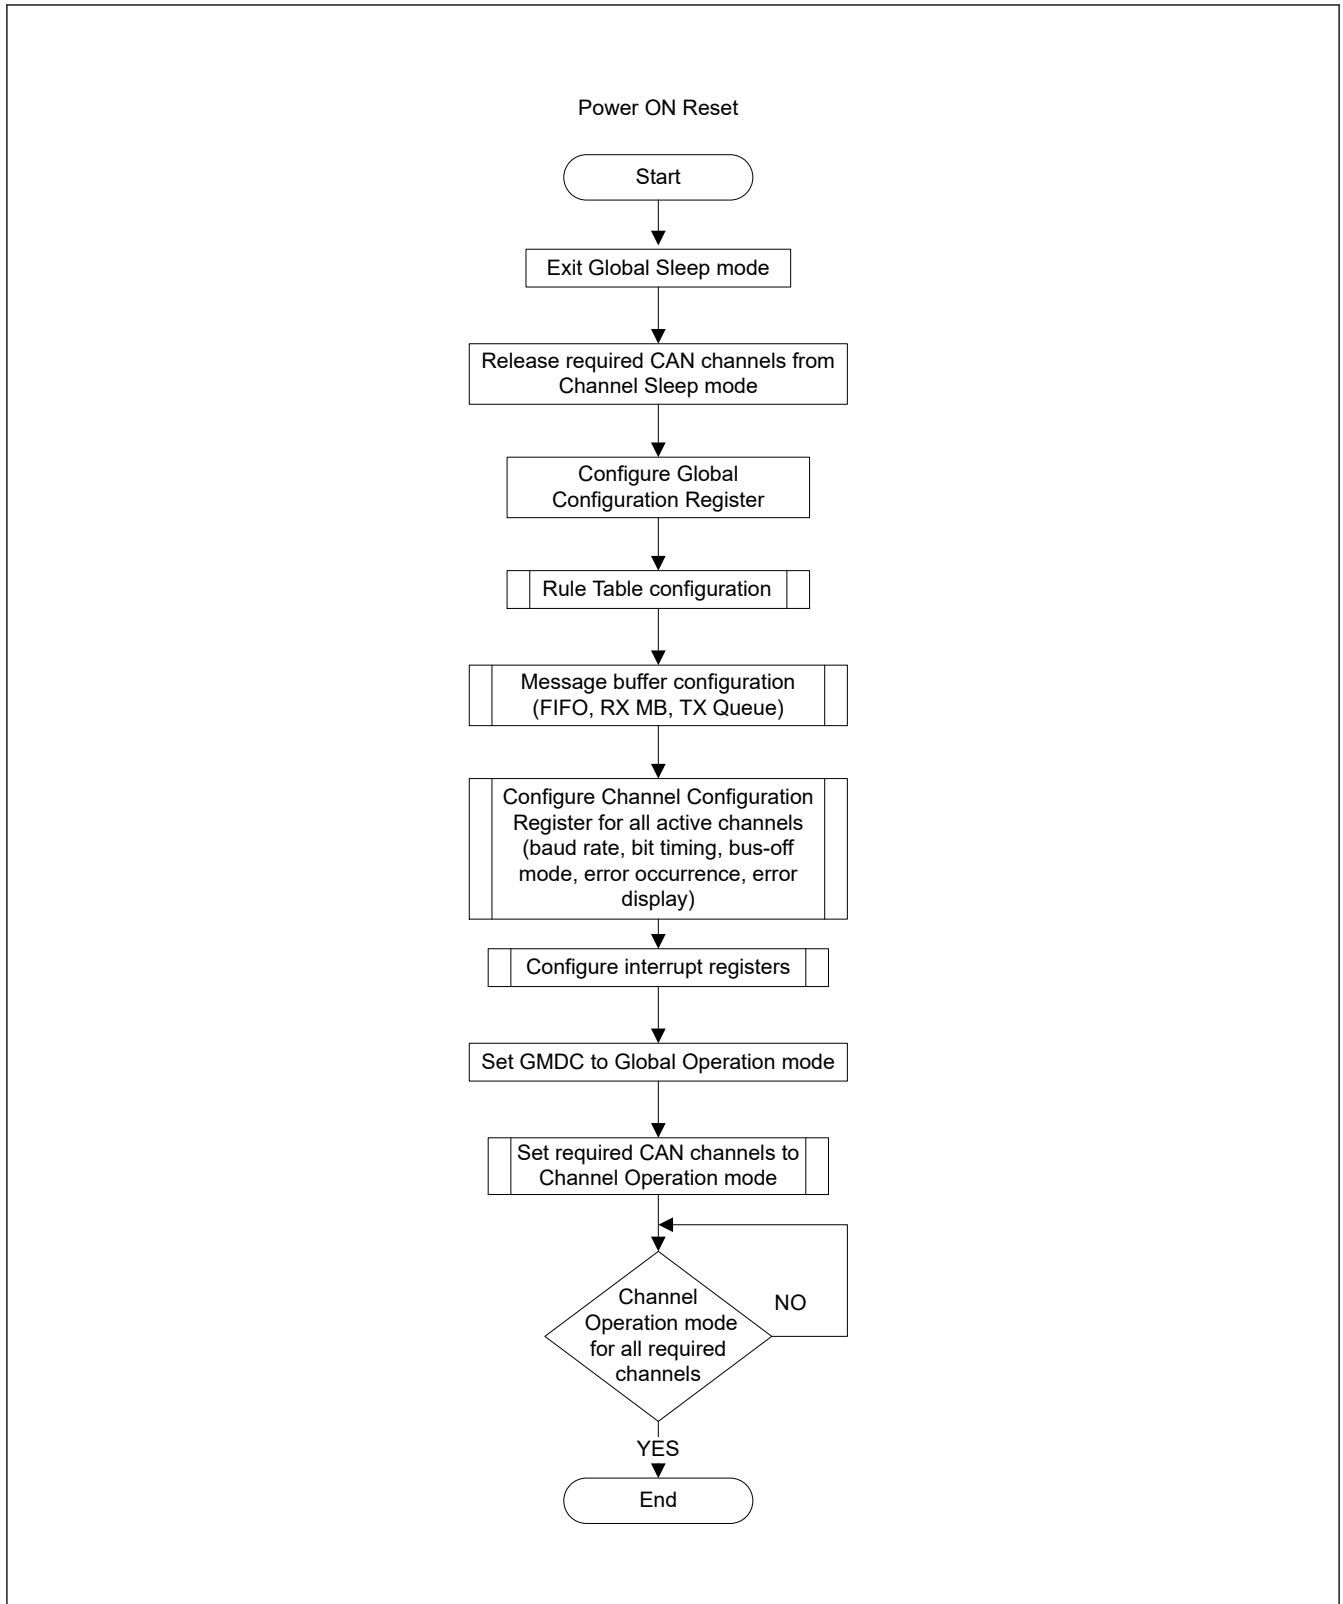 Power ON Reset
Start
Exit Global Sleep mode
Release required CAN channels from
Channel Sleep mode
Configure Global
Configuration Register
Rule Table configuration
Message buffer configuration
(FIFO, RX MB, TX Queue)
Configure Channel Configuration
Register for all active channels
(baud rate, bit timing, bus-off
mode, error occurrence, error
display)
Configure interrupt registers
Set GMDC to Global Operation mode
Set required CAN channels to
Channel Operation mode
Channel
Operation mode
for all required
channels
NO
YES
End